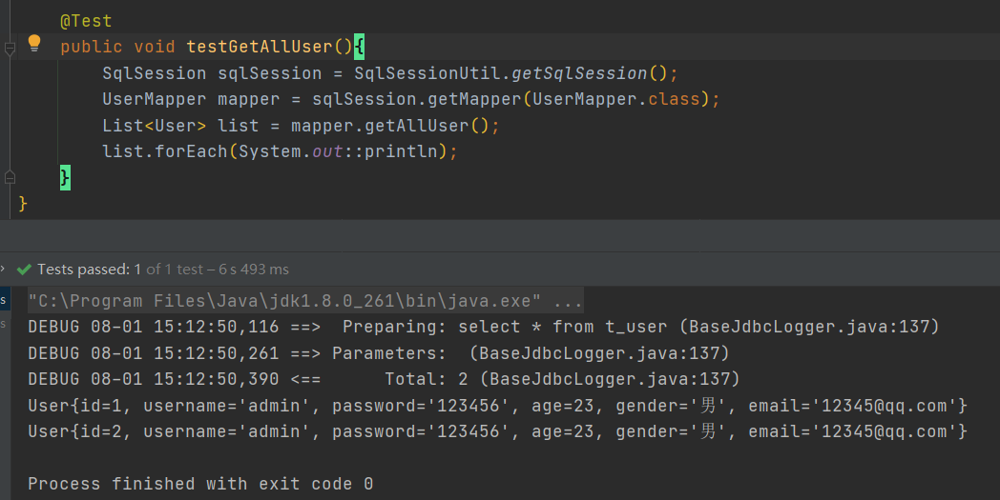 @Test
public void testGetAllUser(){
SqlSession sqlSession = SqlSessionUtil.getSqlSession();
UserMapper mapper = sqlSession.getMapper(UserMapper.class);
List<User> list = mapper.getAllUser();
list.forEach(System.out::println);
}
}
Tests passed: 1 of 1 test – 6 s 493 ms
"C:\Program Files\Java\jdk1.8.0_261\bin\java.exe" ...
DEBUG 08-01 15:12:50,116 ==>  Preparing: select * from t_user (BaseJdbcLogger.java:137)
DEBUG 08-01 15:12:50,261 ==> Parameters:  (BaseJdbcLogger.java:137)
DEBUG 08-01 15:12:50,390 <==      Total: 2 (BaseJdbcLogger.java:137)
User{id=1, username='admin', password='123456', age=23, gender='男', email='12345@qq.com'}
User{id=2, username='admin', password='123456', age=23, gender='男', email='12345@qq.com'}
Process finished with exit code 0